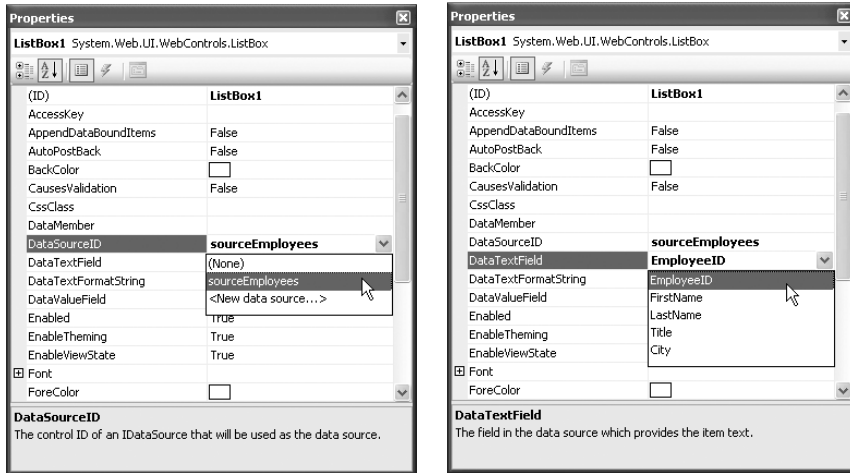 Properties
ListBox1 System.Web.UI.WebControls.ListBox
(ID) ListBox1
AccessKey
AppendDataBoundItems False
AutoPostBack False
BackColor
CausesValidation False
CssClass
DataMember
DataSourceID sourceEmployees
DataTextField (None)
DataTextFormatString sourceEmployees
DataValueField <New data source...>
Enabled True
EnableTheming True
EnableViewState True
Font
ForeColor
DataSourceID
The control ID of an IDataSource that will be used as the data source.
Properties
ListBox1 System.Web.UI.WebControls.ListBox
(ID) ListBox1
AccessKey
AppendDataBoundItems False
AutoPostBack False
BackColor
CausesValidation False
CssClass
DataMember
DataSourceID sourceEmployees
DataTextField EmployeeID
DataTextFormatString EmployeeID
DataValueField FirstName
Enabled LastName
EnableTheming Title
EnableViewState City
Font
ForeColor
DataTextField
The field in the data source which provides the item text.